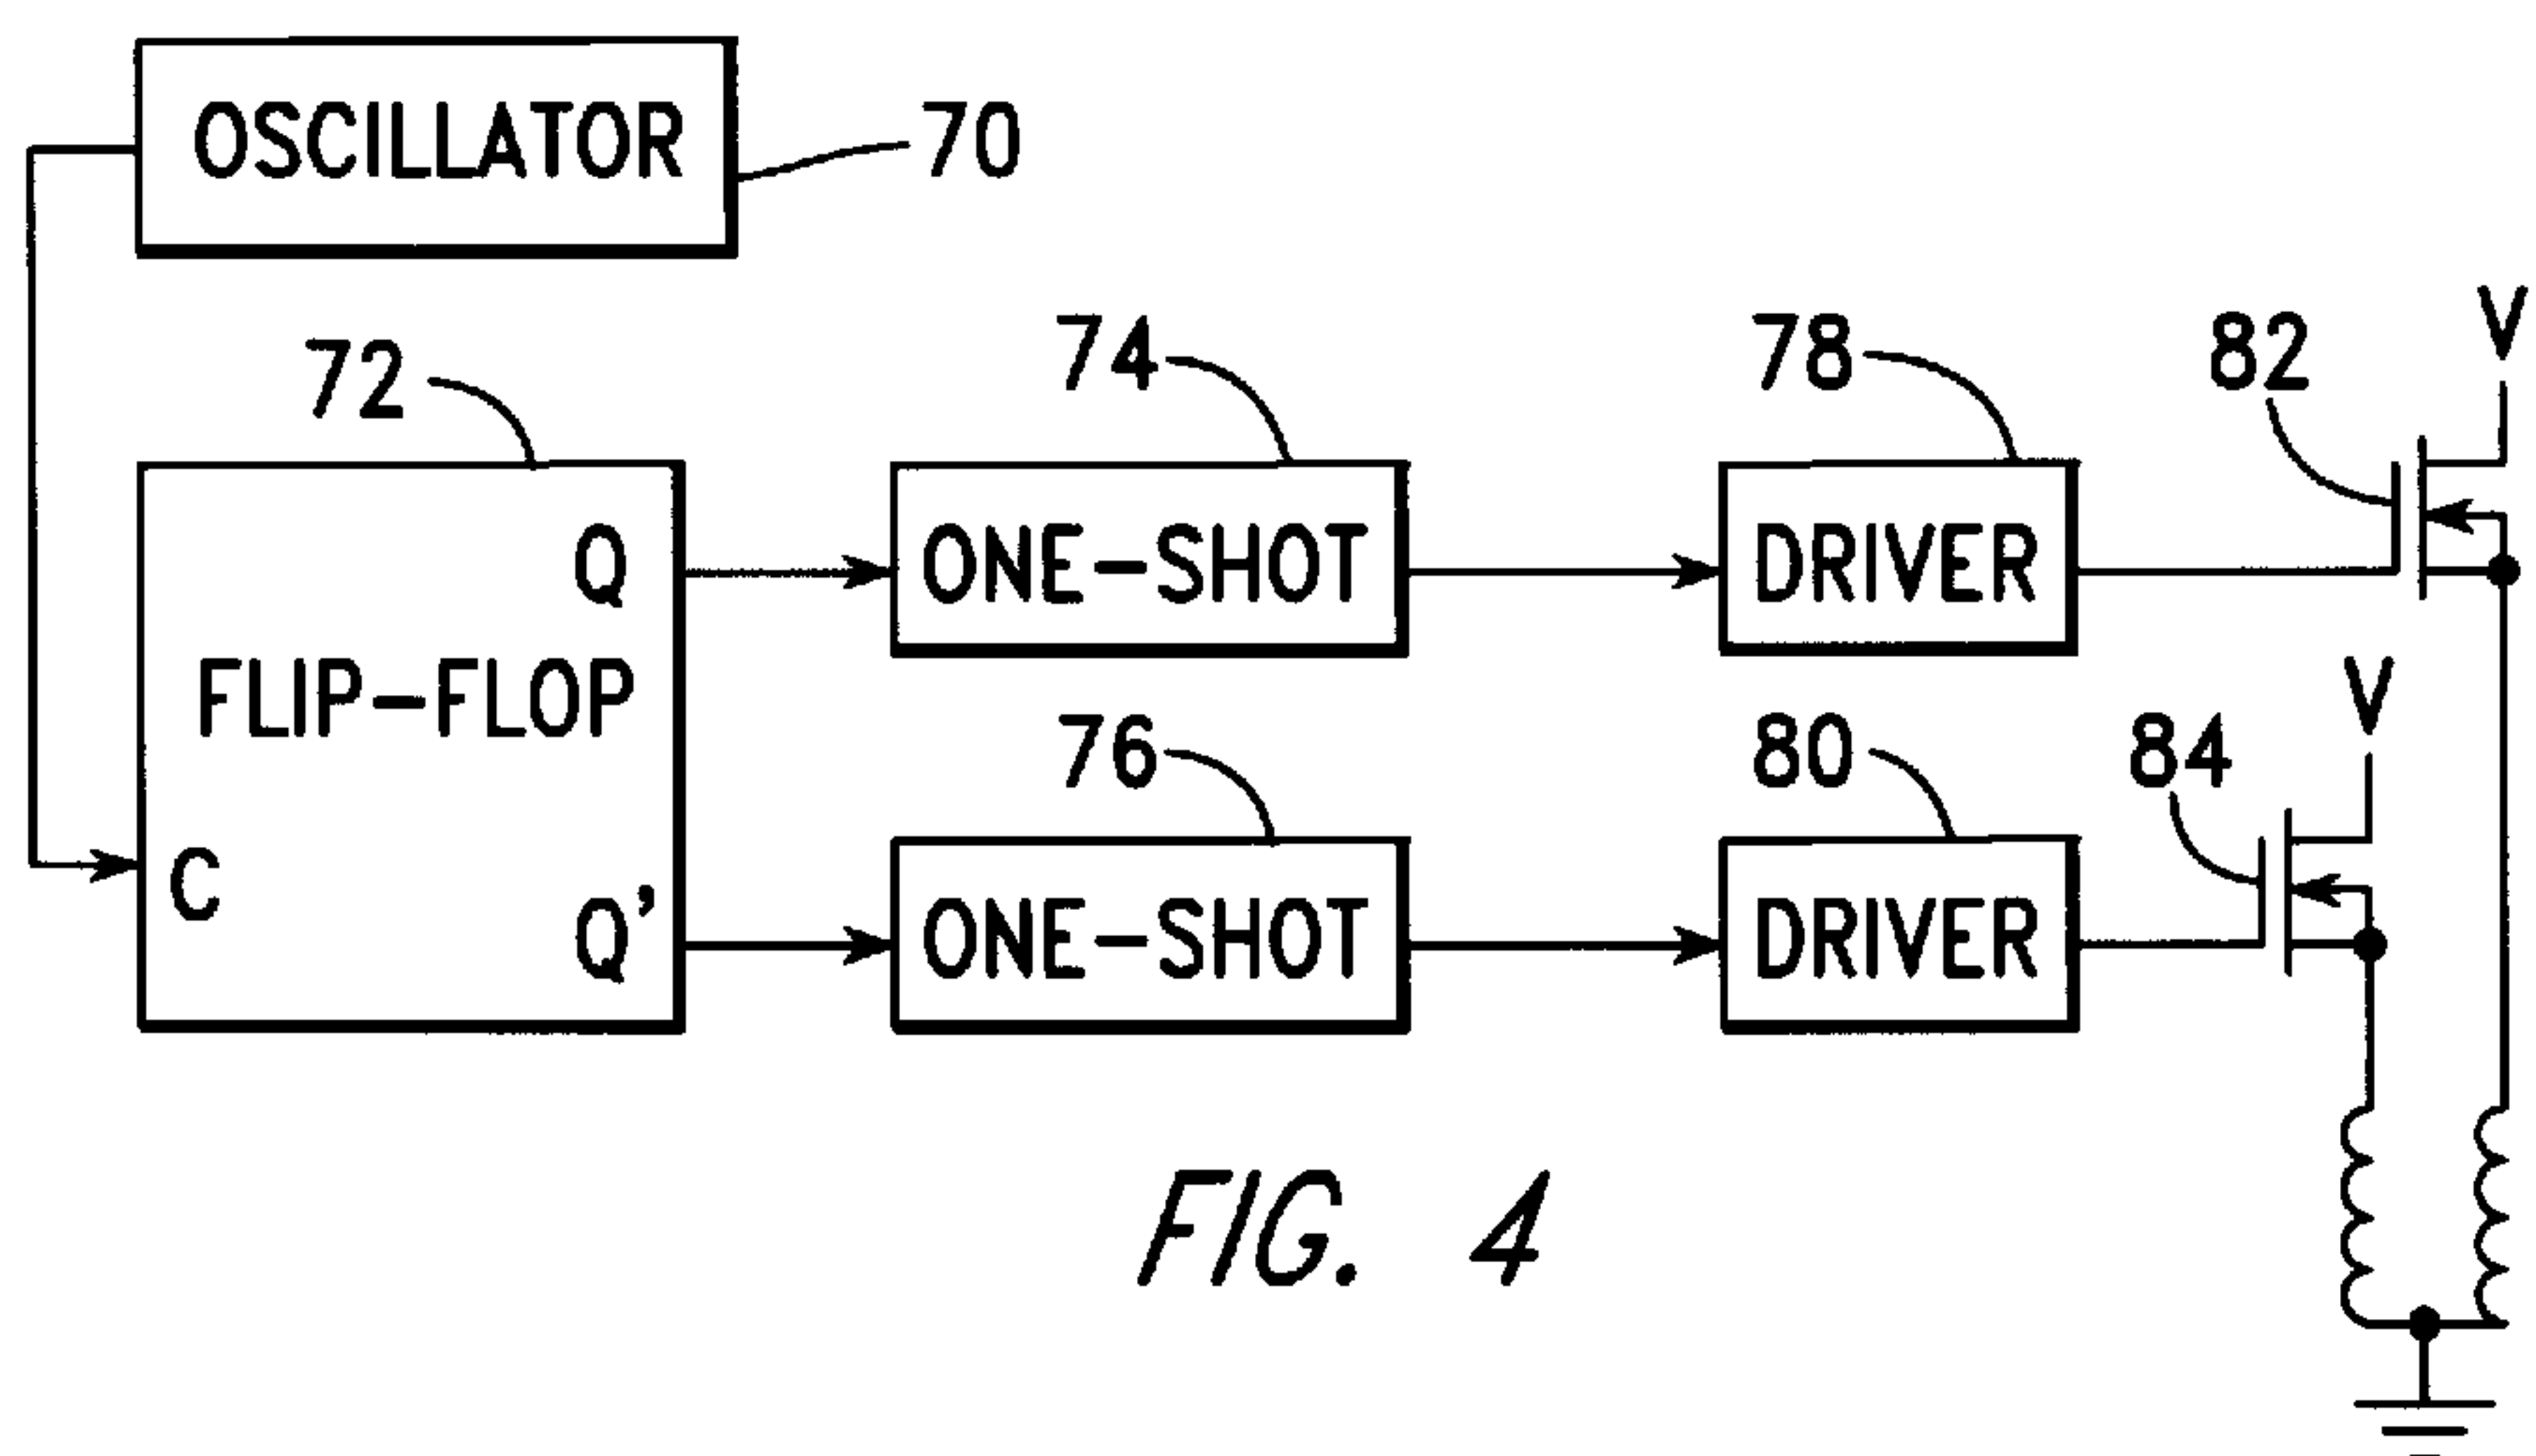 OSCILLATOR
70
72
74
78
82
V
Q
ONE-SHOT
DRIVER
FLIP-FLOP
76
80
84
V
C
Q'
ONE-SHOT
DRIVER
FIG. 4